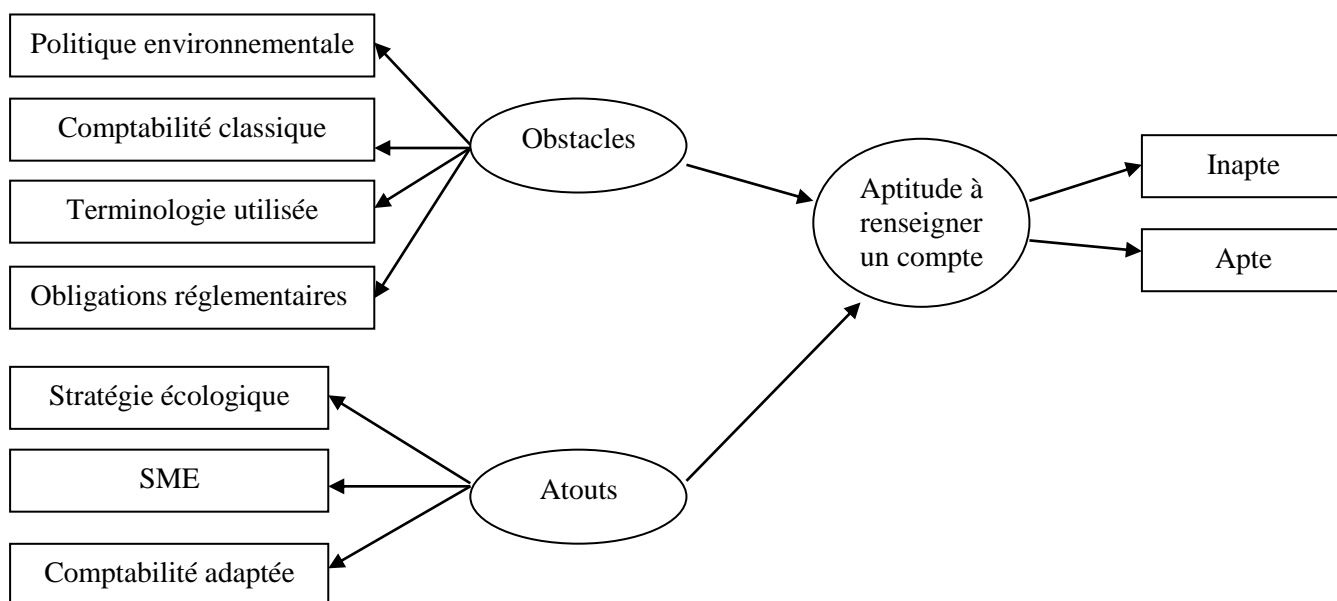 Politique environnementale
Comptabilité classique
Terminologie utilisée
Obligations réglementaires
Stratégie écologique
SME
Comptabilité adaptée
Obstacles
Atouts
Aptitude à
renseigner
un compte
Inapte
Apte